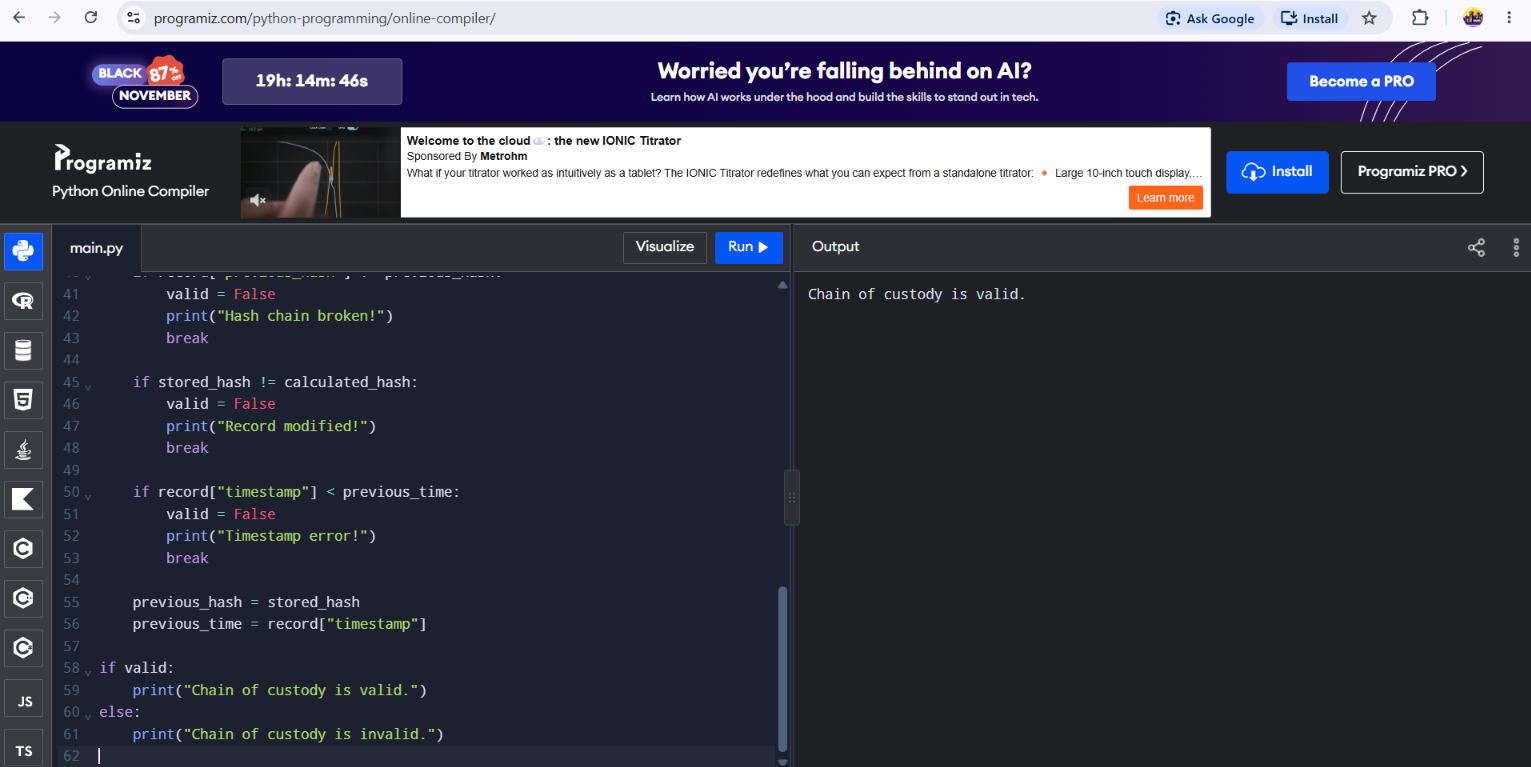 programiz.com/python-programming/online-compiler/
Ask Google
Install
BLACK
87%
OFF
NOVEMBER
19h: 14m: 46s
Worried you’re falling behind on AI?
Learn how AI works under the hood and build the skills to stand out in tech.
Become a PRO
Programiz
Python Online Compiler
Welcome to the cloud : the new IONIC Titrator
Sponsored By Metrohm
What if your titrator worked as intuitively as a tablet? The IONIC Titrator redefines what you can expect from a standalone titrator: 🔸 Large 10-inch touch display,...
Learn more
Install
Programiz PRO
main.py
Visualize
Run
Output
41 valid = False
42 print("Hash chain broken!")
43 break
44
45 if stored_hash != calculated_hash:
46 valid = False
47 print("Record modified!")
48 break
49
50 if record["timestamp"] < previous_time:
51 valid = False
52 print("Timestamp error!")
53 break
54
55 previous_hash = stored_hash
56 previous_time = record["timestamp"]
57
58 if valid:
59 print("Chain of custody is valid.")
60 else:
61 print("Chain of custody is invalid.")
62
Chain of custody is valid.
R
5
C
C
C
JS
TS